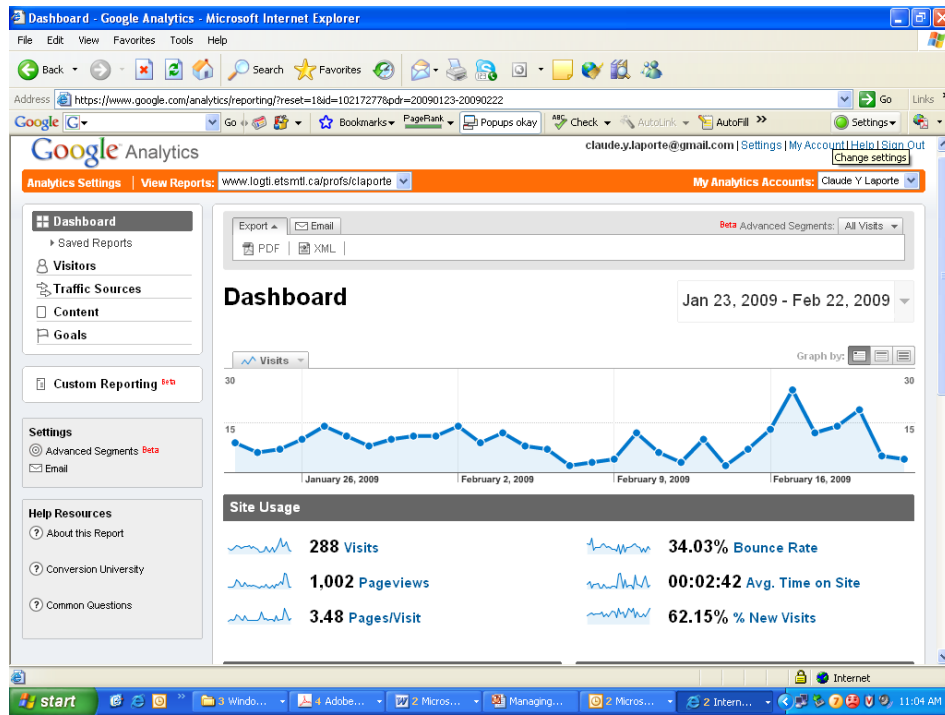 Dashboard - Google Analytics - Microsoft Internet Explorer
File Edit View Favorites Tools Help
Back Search Favorites
Address https://www.google.com/analytics/reporting/?reset=1&id=10217277&pdr=20090123-20090222 Go Links
Google G Go Bookmarks PageRank Popups okay ABC Check AutoLink AutoFill Settings
Google Analytics
claude.y.laporte@gmail.com | Settings | My Account | Help | Sign Out
Change settings
Analytics Settings | View Reports: www.logti.etsmtl.ca/profs/claporte My Analytics Accounts: Claude Y Laporte
Dashboard
Saved Reports
Visitors
Traffic Sources
Content
Goals
Custom Reporting Beta
Settings
Advanced Segments Beta
Email
Help Resources
About this Report
Conversion University
Common Questions
Export Email Beta Advanced Segments: All Visits
PDF XML
Dashboard
Jan 23, 2009 - Feb 22, 2009
Visits
Graph by:
30 30
15 15
January 26, 2009 February 2, 2009 February 9, 2009 February 16, 2009
Site Usage
288 Visits 34.03% Bounce Rate
1,002 Pageviews 00:02:42 Avg. Time on Site
3.48 Pages/Visit 62.15% % New Visits
Internet
start 3 Windo... 4 Adobe... 2 Micros... Managing... 2 Micros... 2 Intern... 11:04 AM